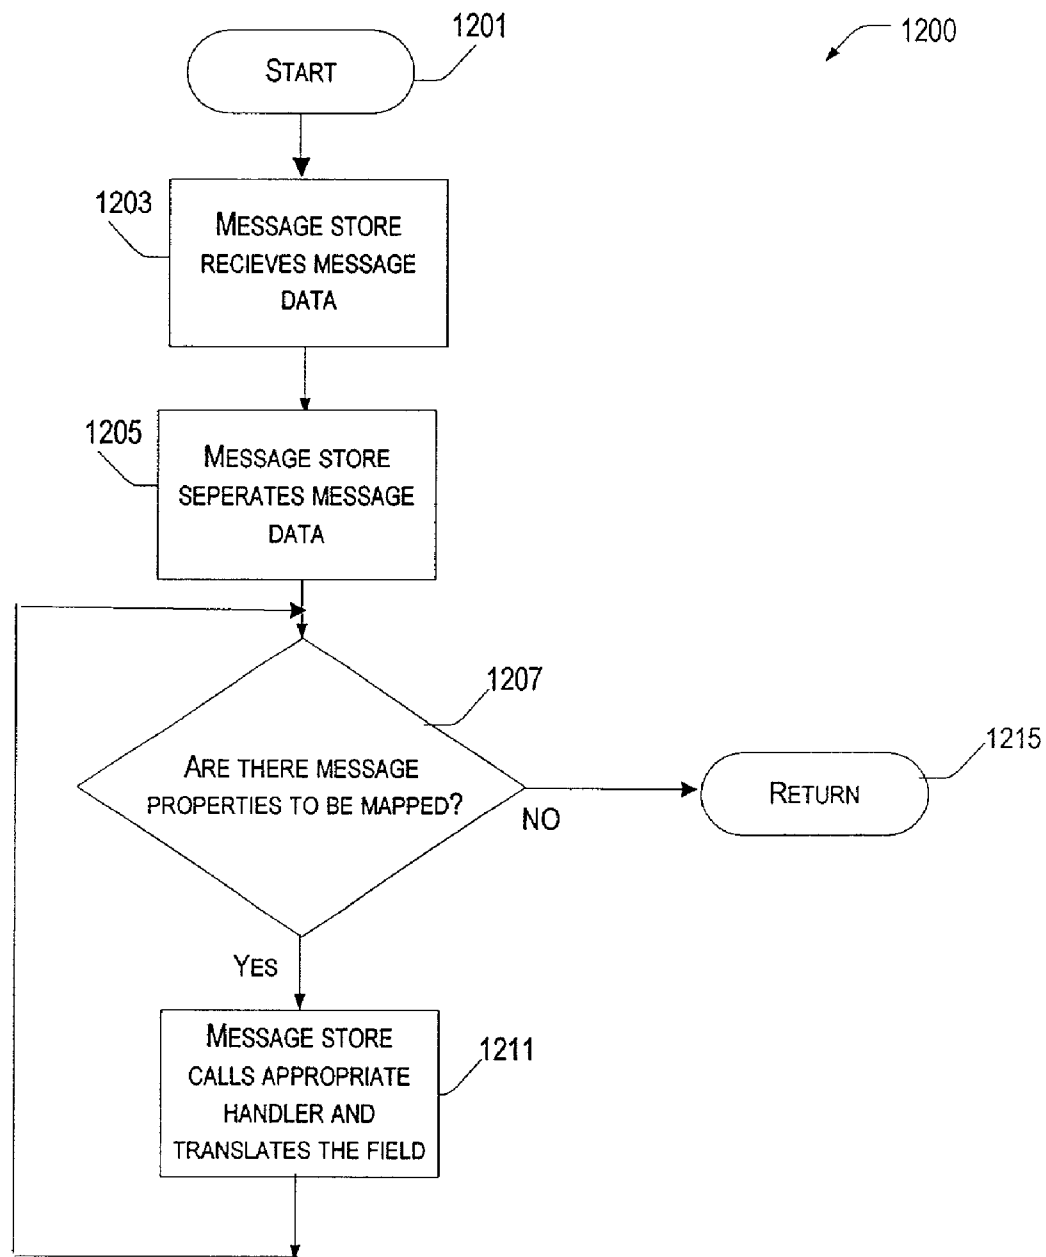 1201
1200
START
1203
MESSAGE STORE
RECIEVES MESSAGE
DATA
1205
MESSAGE STORE
SEPERATES MESSAGE
DATA
1207
ARE THERE MESSAGE
PROPERTIES TO BE MAPPED?
NO
1215
RETURN
YES
MESSAGE STORE
CALLS APPROPRIATE
HANDLER AND
TRANSLATES THE FIELD
1211